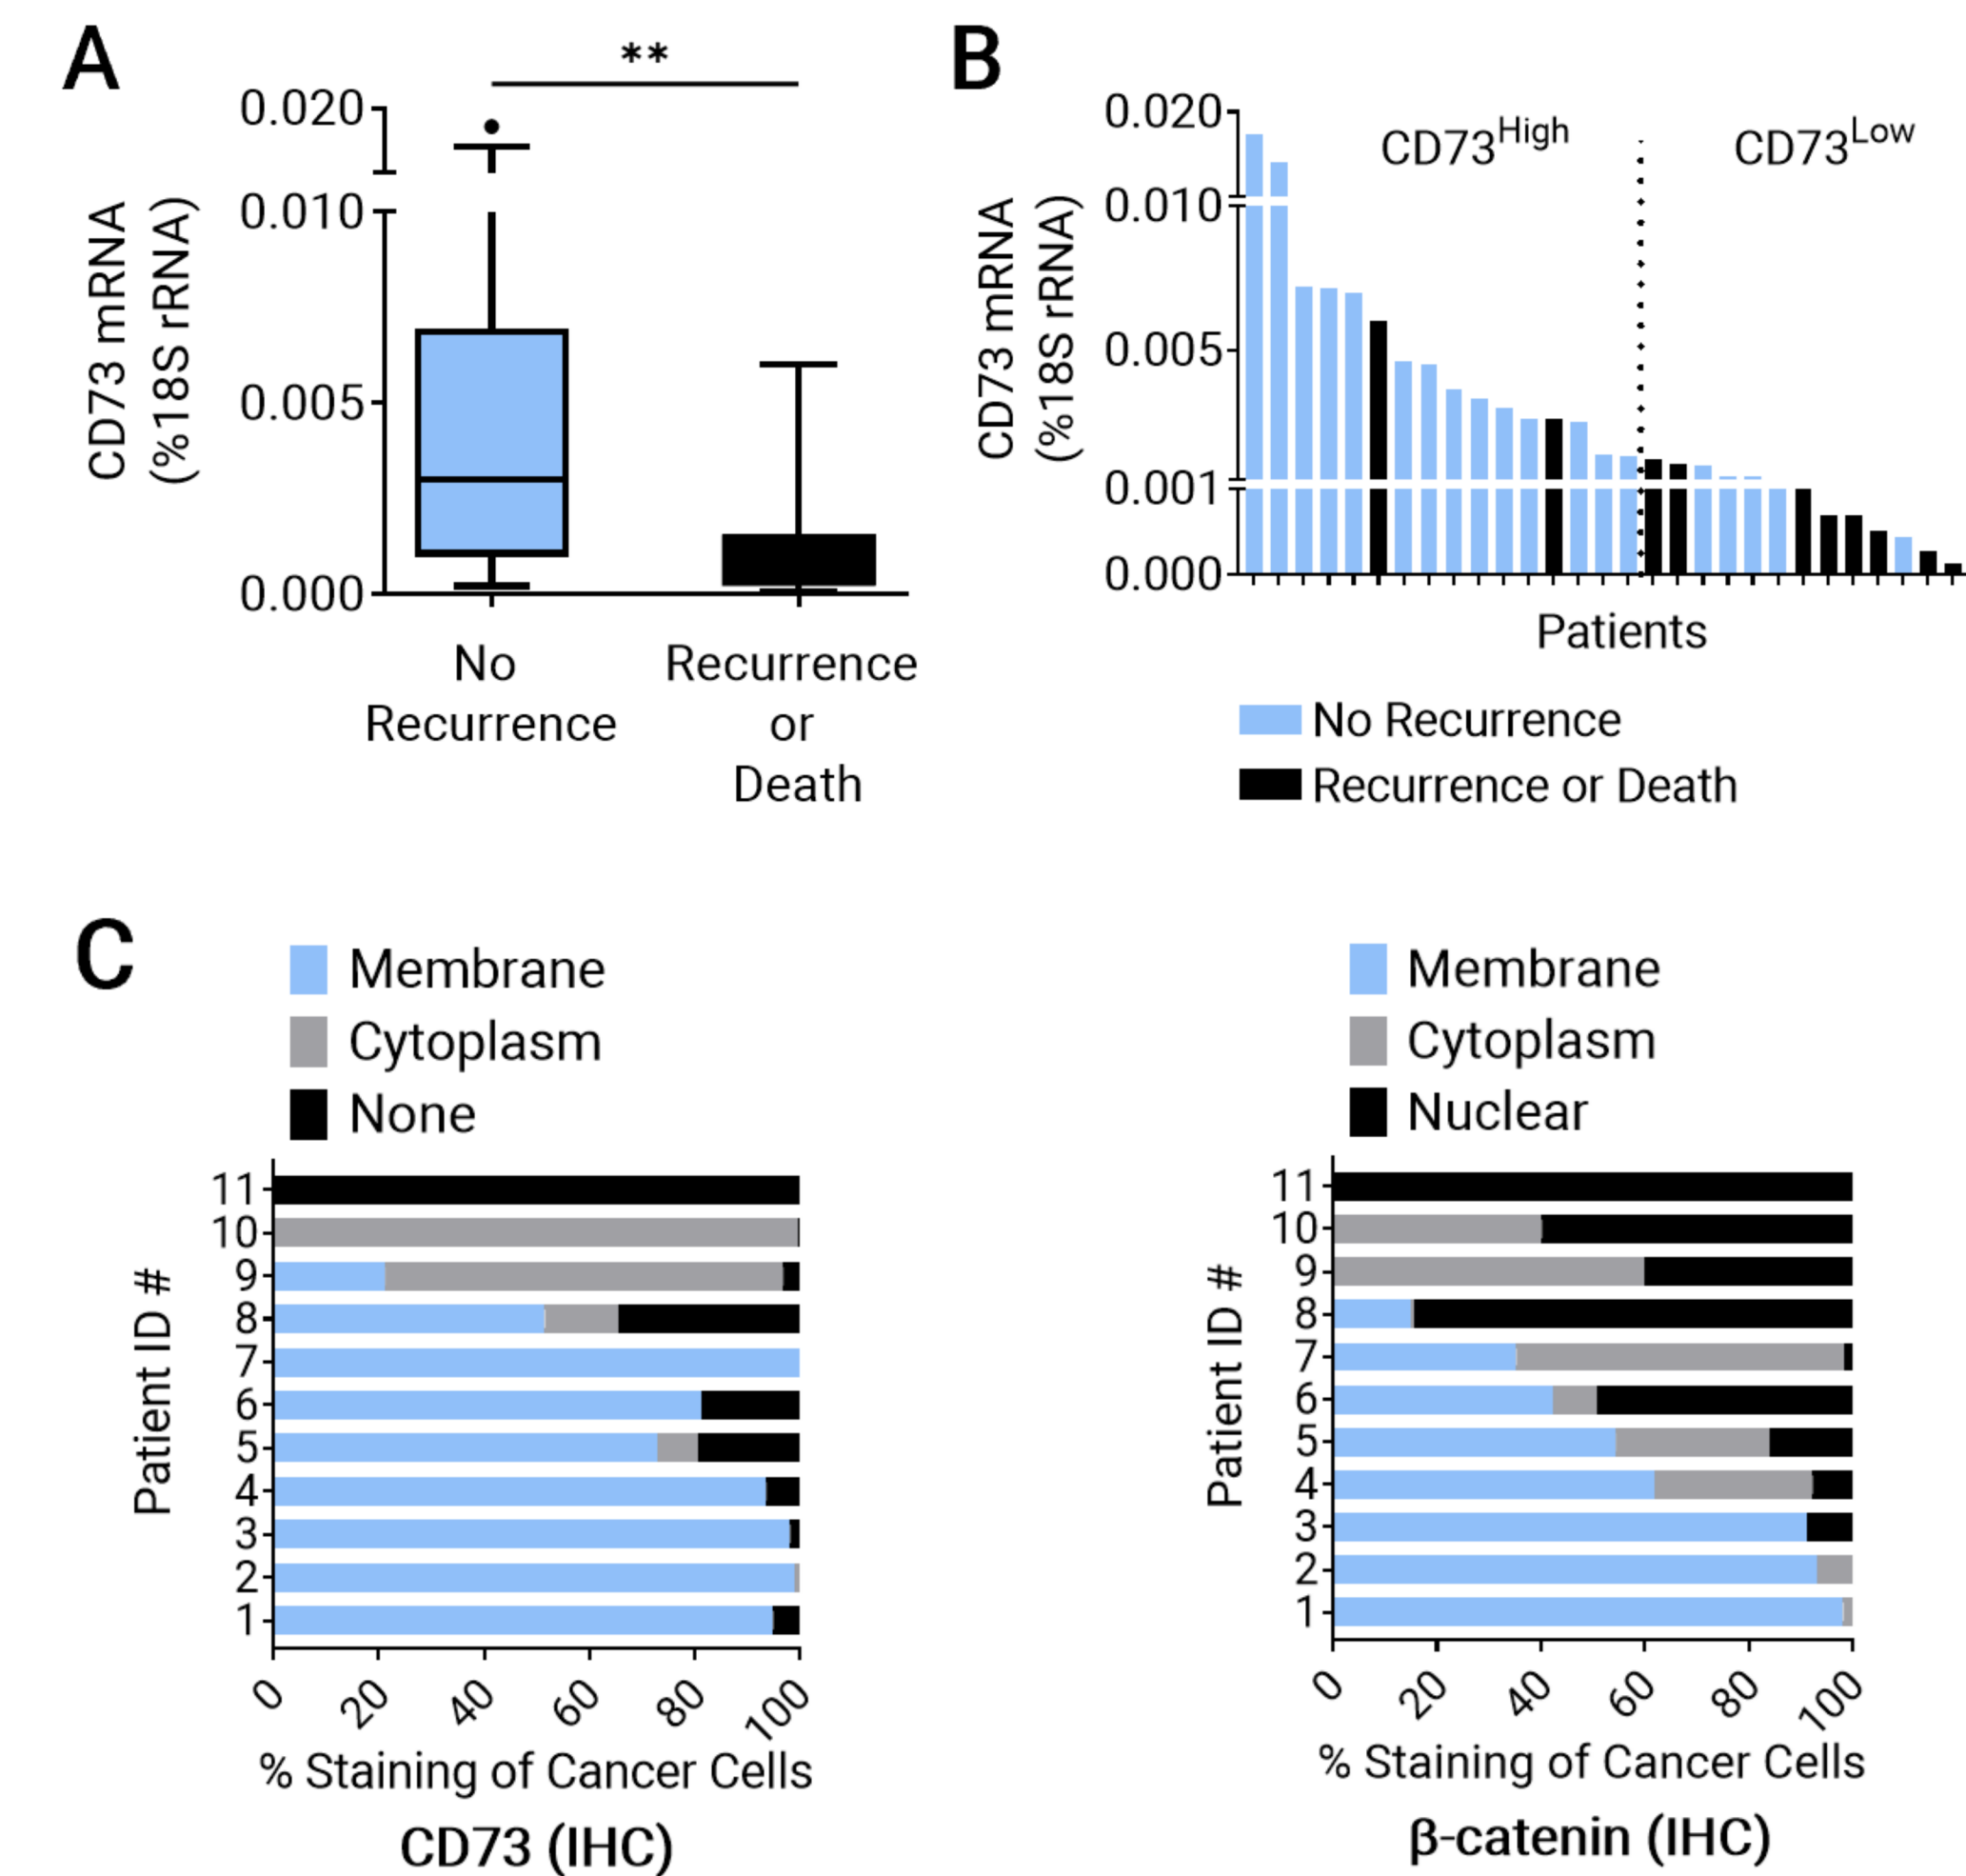 A
**
0.020
0.010
0.005
0.000
CD73 mRNA
(%18S rRNA)
No
Recurrence
Recurrence
or
Death
B
0.020
0.010
0.005
0.001
0.000
CD73 mRNA
(%18S rRNA)
CD73High
CD73Low
Patients
No Recurrence
Recurrence or Death
C
Membrane
Cytoplasm
None
Patient ID #
11
10
9
8
7
6
5
4
3
2
1
0 20 40 60 80 100
% Staining of Cancer Cells
CD73 (IHC)
Membrane
Cytoplasm
Nuclear
Patient ID #
11
10
9
8
7
6
5
4
3
2
1
0 20 40 60 80 100
% Staining of Cancer Cells
β-catenin (IHC)